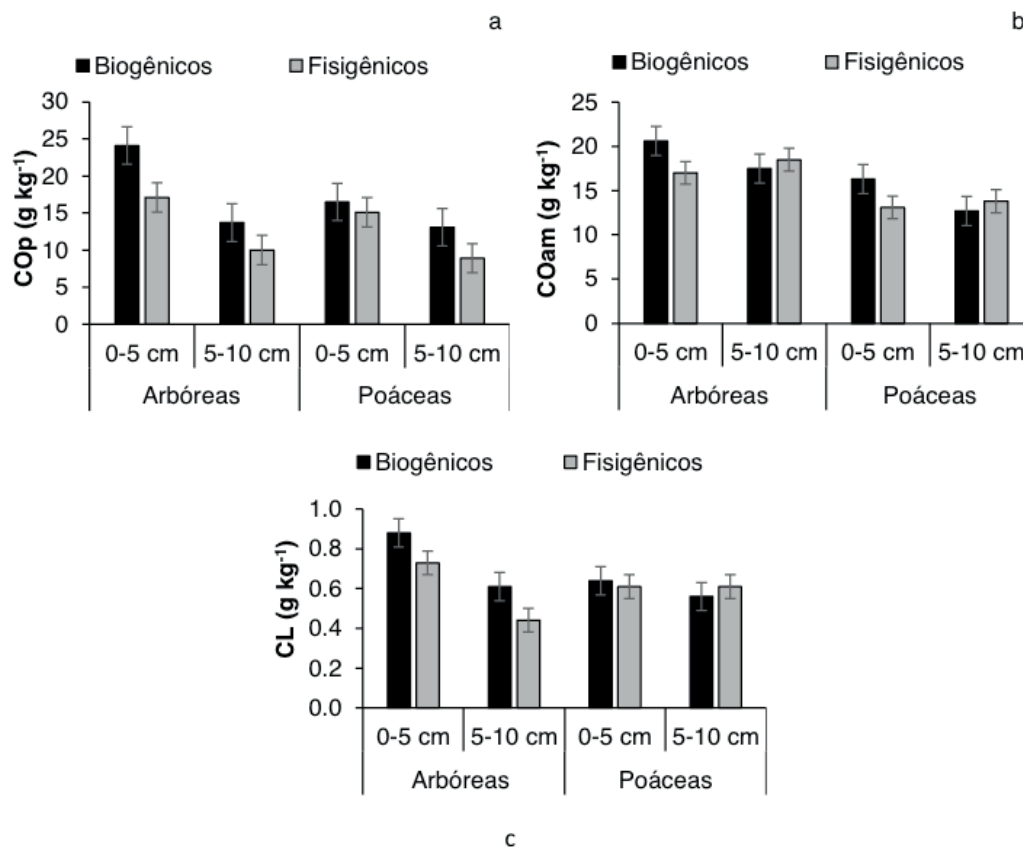 a
Biogênicos Fisigênicos
COp (g kg⁻¹)
30
25
20
15
10
5
0
0-5 cm 5-10 cm 0-5 cm 5-10 cm
Arbóreas Poáceas
b
Biogênicos Fisigênicos
COam (g kg⁻¹)
25
20
15
10
5
0
0-5 cm 5-10 cm 0-5 cm 5-10 cm
Arbóreas Poáceas
Biogênicos Fisigênicos
CL (g kg⁻¹)
1.0
0.8
0.6
0.4
0.2
0.0
0-5 cm 5-10 cm 0-5 cm 5-10 cm
Arbóreas Poáceas
c